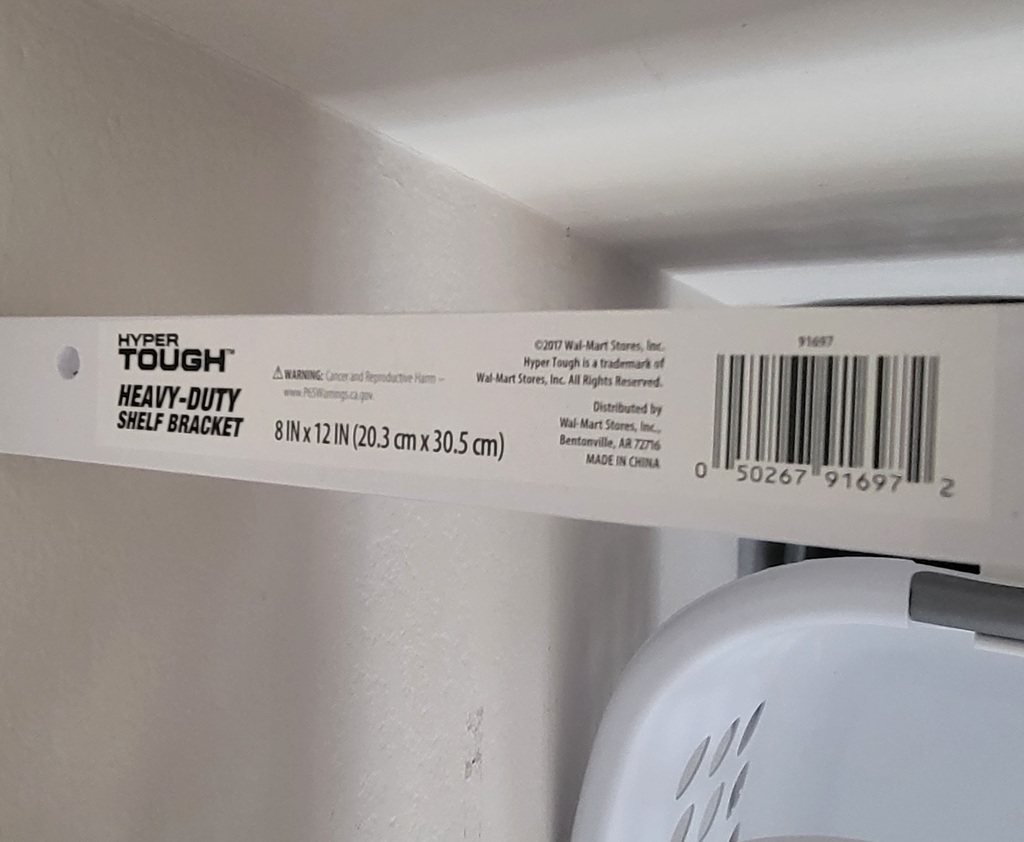 HYPER
TOUGH™
HEAVY-DUTY
SHELF BRACKET
⚠WARNING: Cancer and Reproductive Harm –
www.P65Warnings.ca.gov.
8 IN x 12 IN (20.3 cm x 30.5 cm)
©2017 Wal-Mart Stores, Inc.
Hyper Tough is a trademark of
Wal-Mart Stores, Inc. All Rights Reserved.
Distributed by
Wal-Mart Stores, Inc.,
Bentonville, AR 72716
MADE IN CHINA
91697
0 50267 91697 2